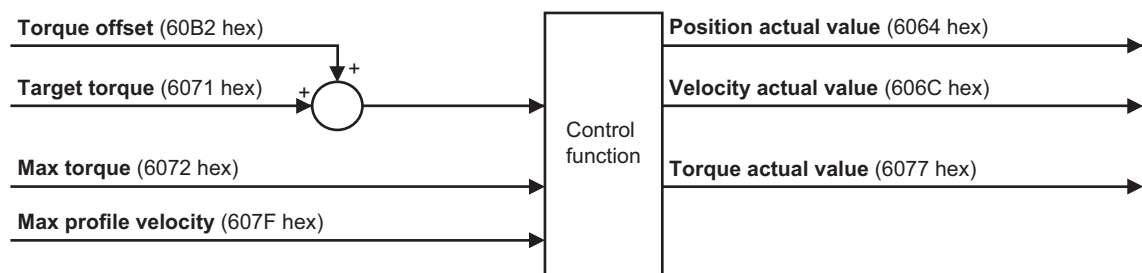 Torque offset (60B2 hex)
+
Target torque (6071 hex)
+
Max torque (6072 hex)
Max profile velocity (607F hex)
Control
function
Position actual value (6064 hex)
Velocity actual value (606C hex)
Torque actual value (6077 hex)